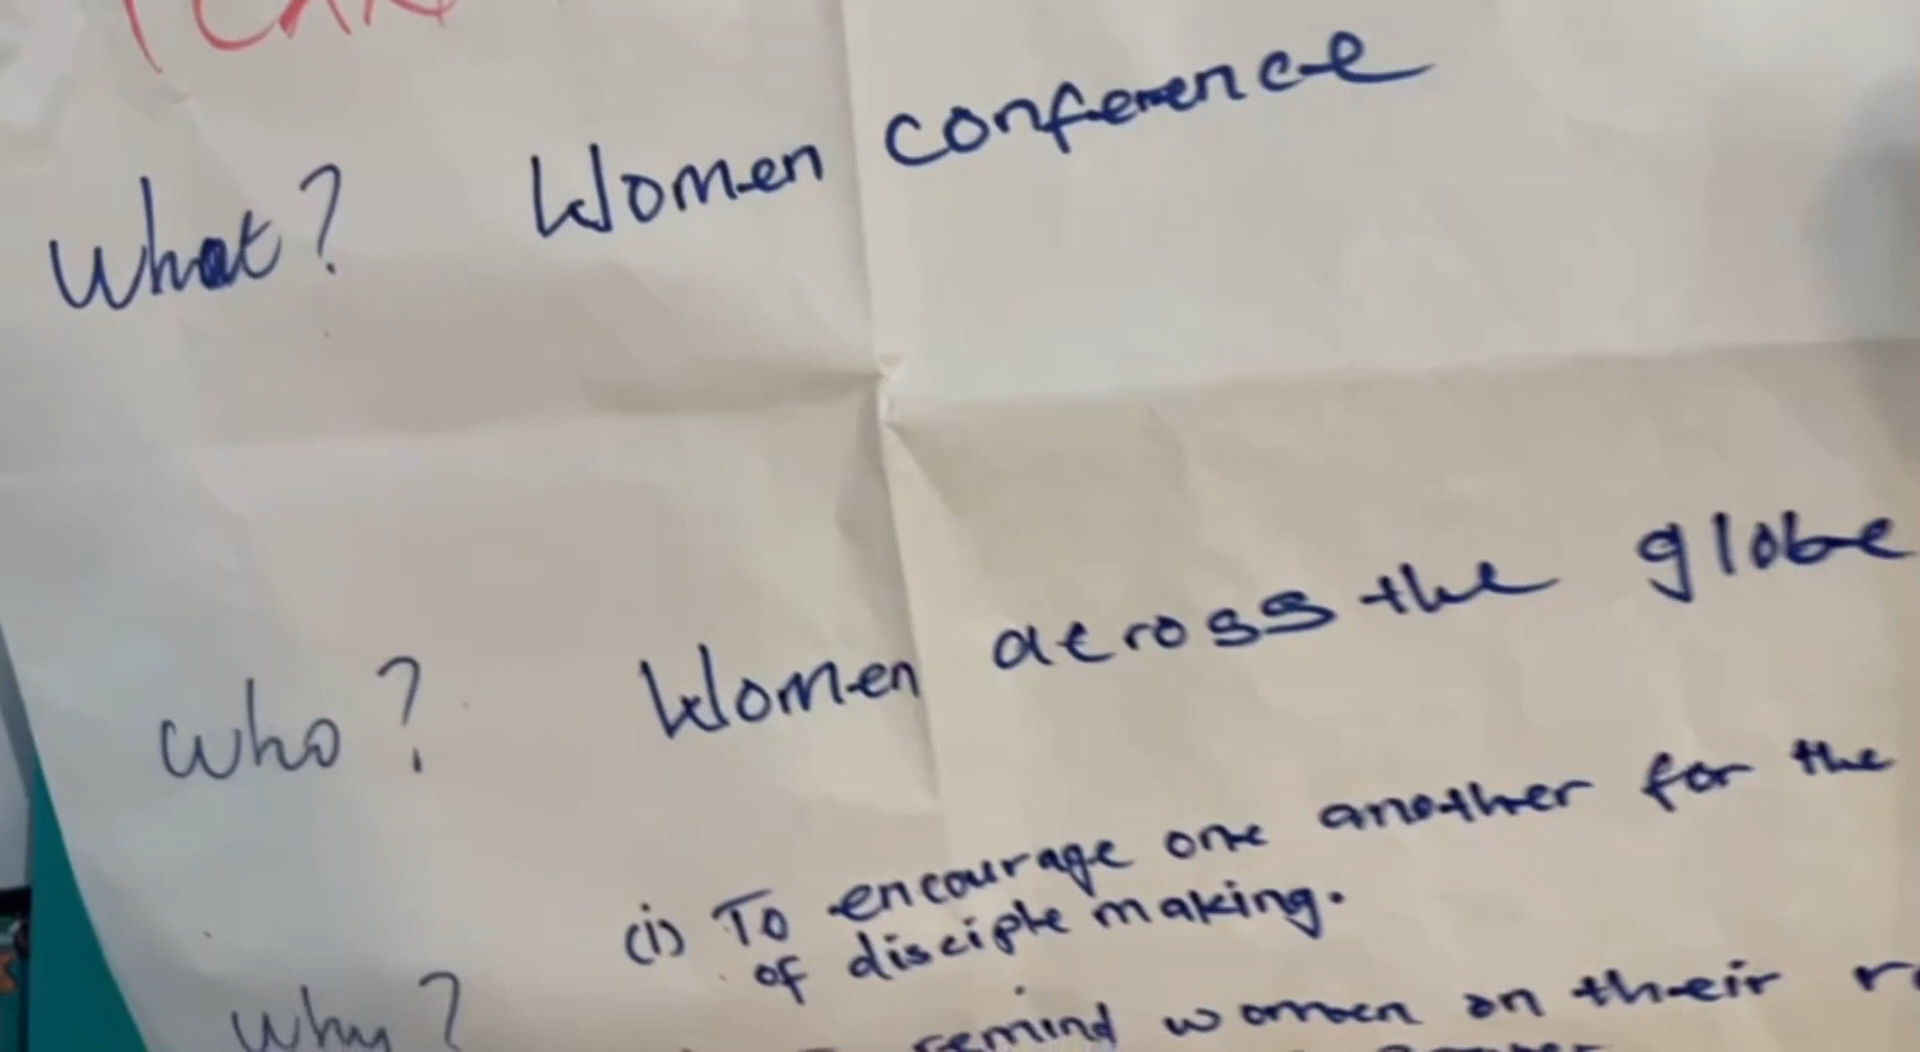 What? Women conference
Who? Women across the globe
(i) To encourage one another for the
of disciple making.
Why?
remind women on their